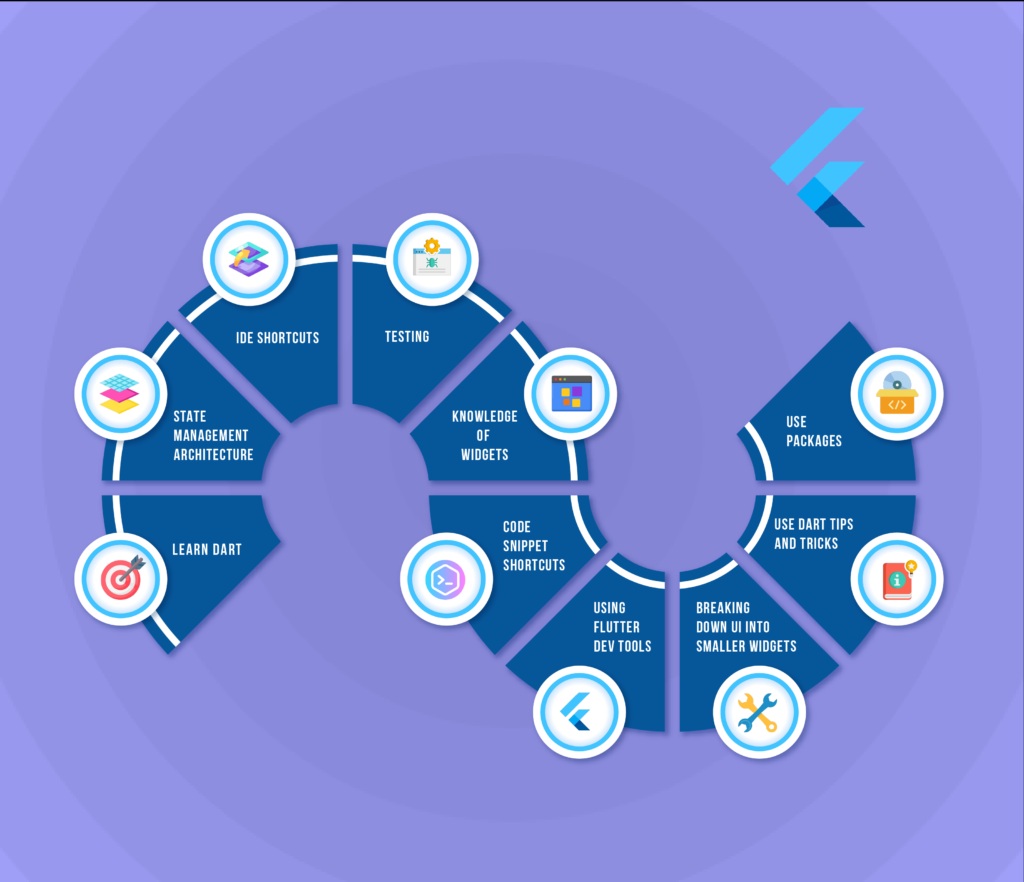 LEARN DART
STATE
MANAGEMENT
ARCHITECTURE
IDE SHORTCUTS
TESTING
KNOWLEDGE
OF
WIDGETS
CODE
SNIPPET
SHORTCUTS
USING
FLUTTER
DEV TOOLS
BREAKING
DOWN UI INTO
SMALLER WIDGETS
USE DART TIPS
AND TRICKS
USE
PACKAGES